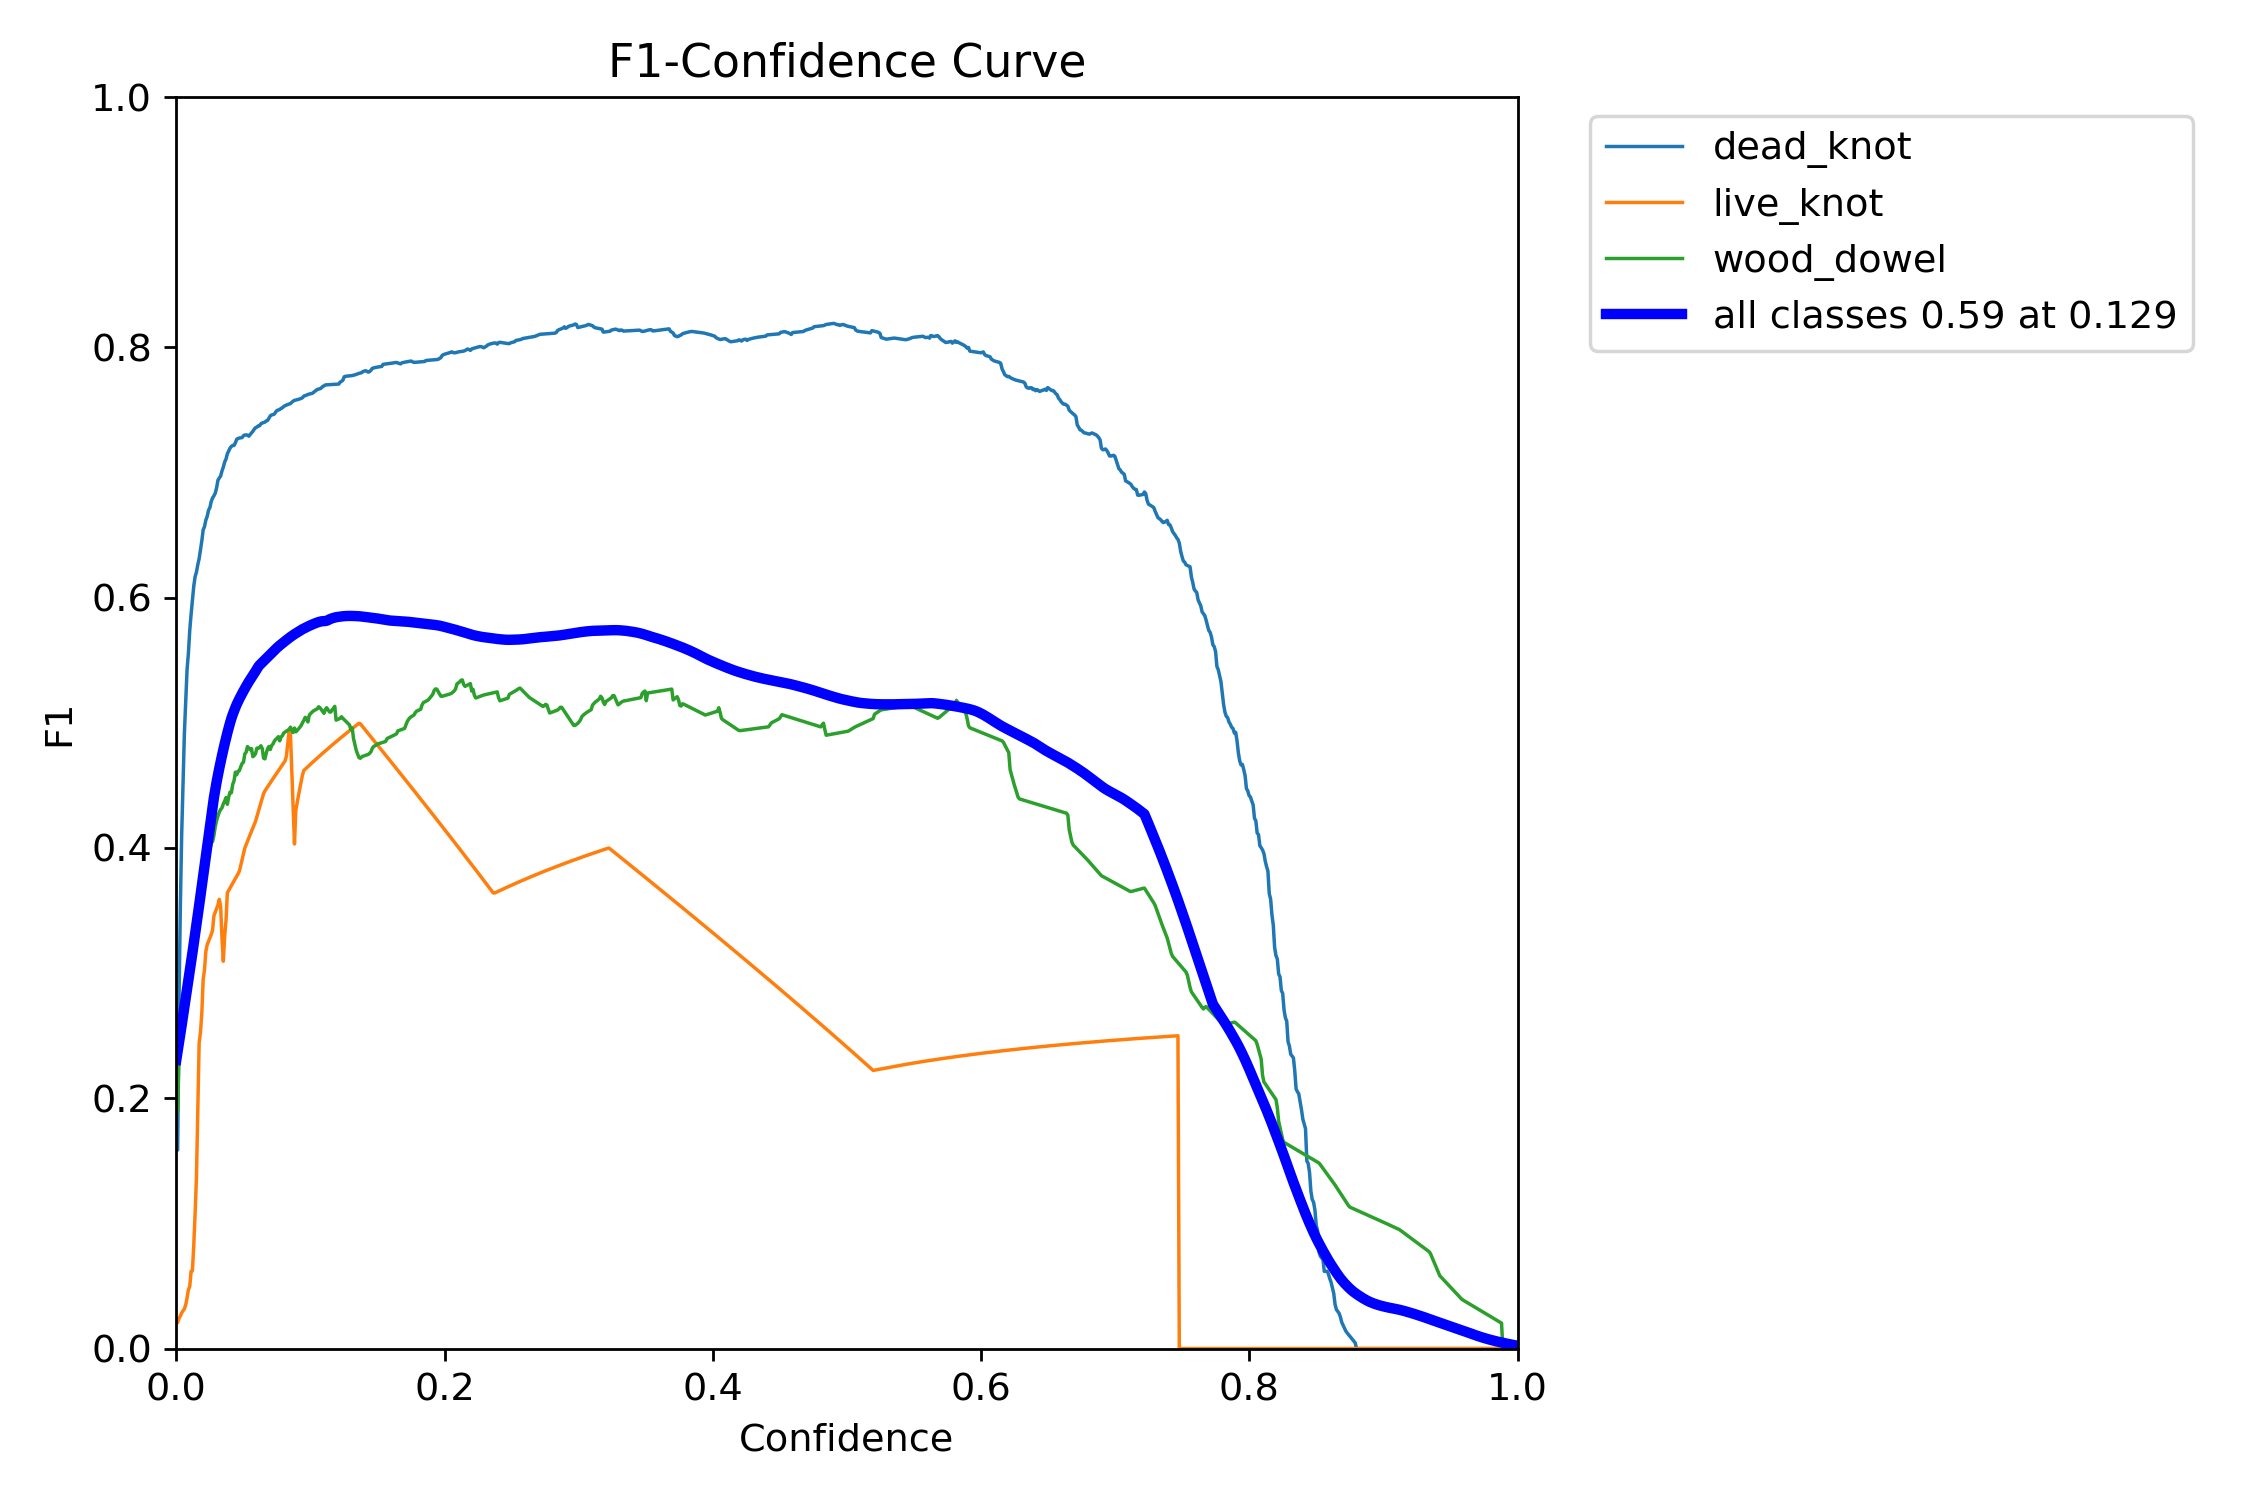 F1-Confidence Curve
1.0
0.8
0.6
0.4
0.2
0.0
F1
0.0 0.2 0.4 0.6 0.8 1.0
Confidence
dead_knot
live_knot
wood_dowel
all classes 0.59 at 0.129